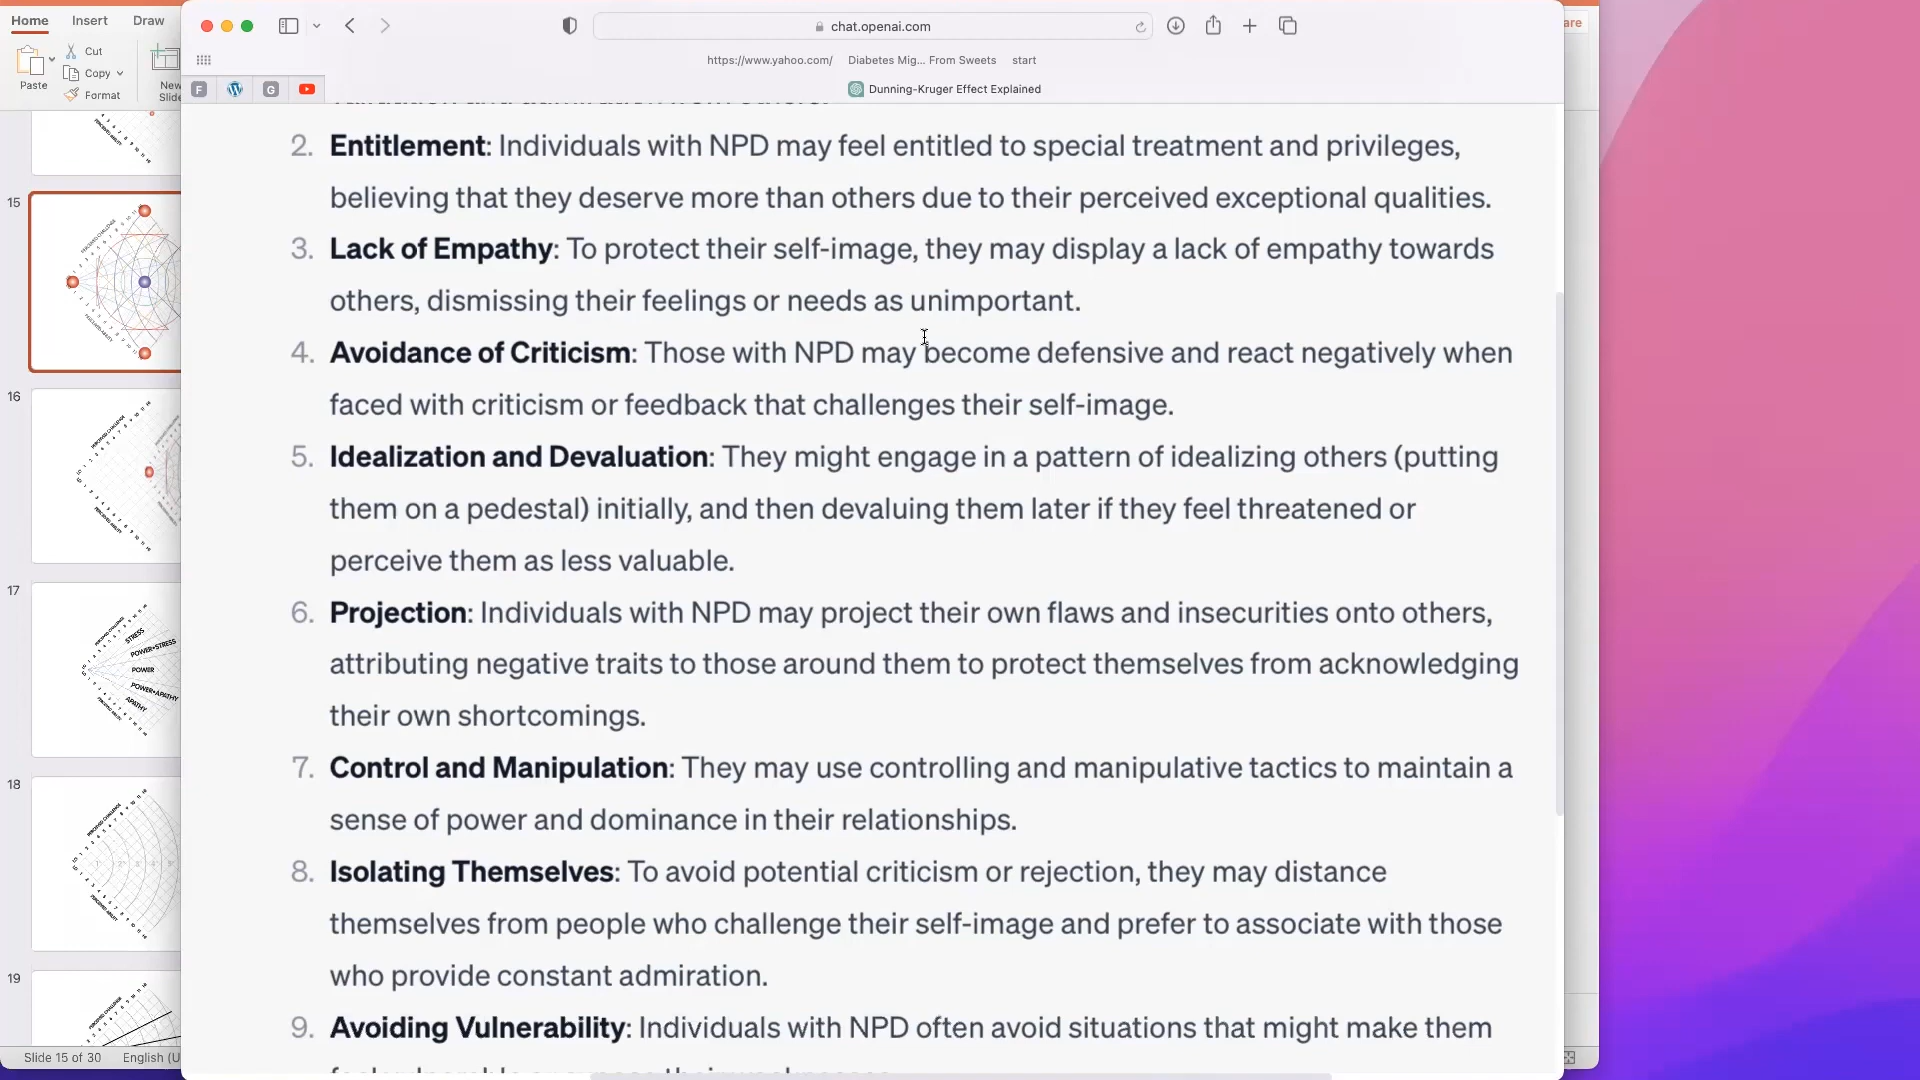 Home Insert Draw
Paste
Cut
Copy
Format
New
Slide
chat.openai.com
https://www.yahoo.com/ Diabetes Mig... From Sweets start
F G
Dunning-Kruger Effect Explained
2. Entitlement: Individuals with NPD may feel entitled to special treatment and privileges,
believing that they deserve more than others due to their perceived exceptional qualities.
3. Lack of Empathy: To protect their self-image, they may display a lack of empathy towards
others, dismissing their feelings or needs as unimportant.
4. Avoidance of Criticism: Those with NPD may become defensive and react negatively when
faced with criticism or feedback that challenges their self-image.
5. Idealization and Devaluation: They might engage in a pattern of idealizing others (putting
them on a pedestal) initially, and then devaluing them later if they feel threatened or
perceive them as less valuable.
6. Projection: Individuals with NPD may project their own flaws and insecurities onto others,
attributing negative traits to those around them to protect themselves from acknowledging
their own shortcomings.
7. Control and Manipulation: They may use controlling and manipulative tactics to maintain a
sense of power and dominance in their relationships.
8. Isolating Themselves: To avoid potential criticism or rejection, they may distance
themselves from people who challenge their self-image and prefer to associate with those
who provide constant admiration.
9. Avoiding Vulnerability: Individuals with NPD often avoid situations that might make them
15
16
17
STRESS
POWER+STRESS
POWER
POWER+APATHY
APATHY
18
19
Slide 15 of 30 English (U